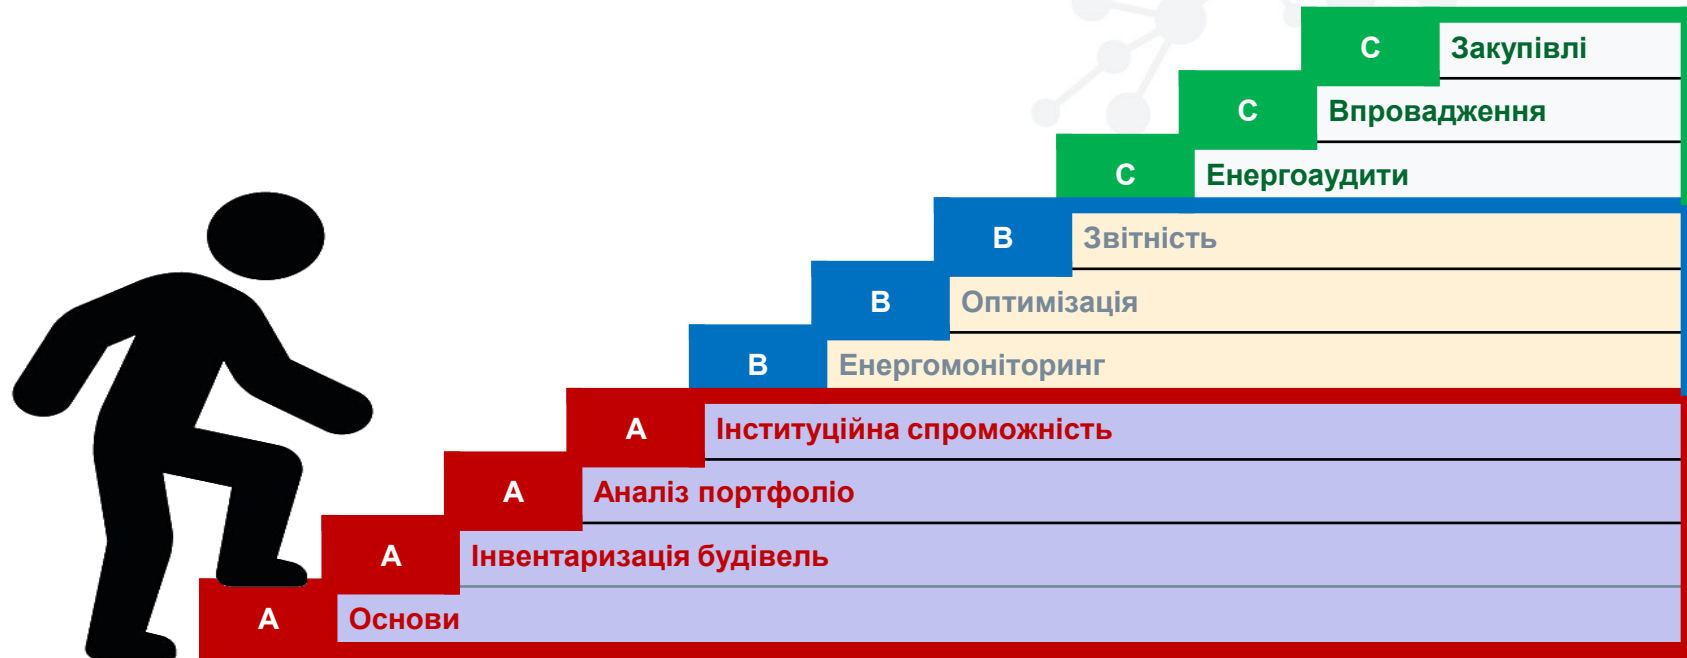 C Закупівлі
C Впровадження
C Енергоаудити
B Звітність
B Оптимізація
B Енергомоніторинг
A Інституційна спроможність
A Аналіз портфоліо
A Інвентаризація будівель
A Основи